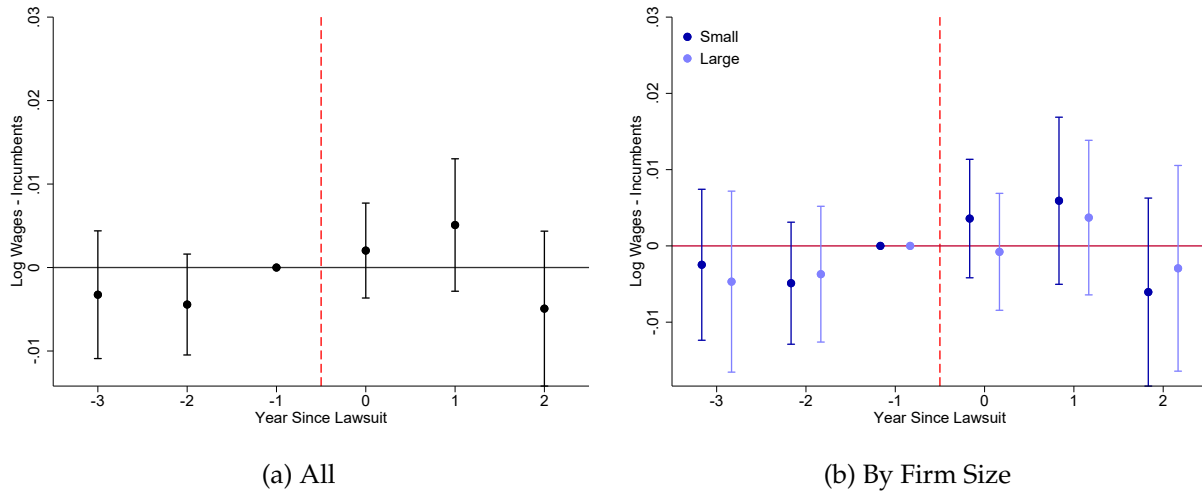 .03
.02
.01
0
-.01
Log Wages - Incumbents
-3 -2 -1 0 1 2
Year Since Lawsuit
(a) All
Small
Large
.03
.02
.01
0
-.01
Log Wages - Incumbents
-3 -2 -1 0 1 2
Year Since Lawsuit
(b) By Firm Size